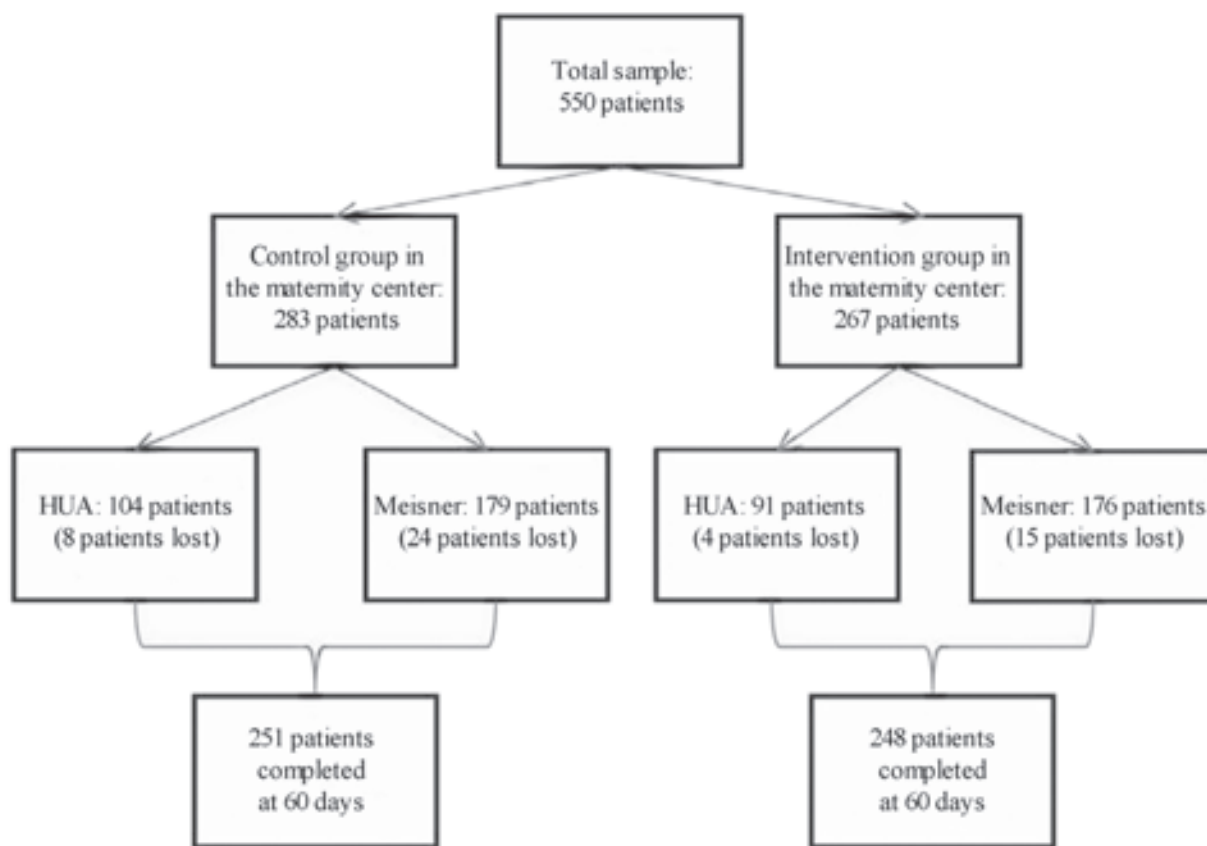 Total sample:
550 patients
Control group in
the maternity center:
283 patients
Intervention group in
the maternity center:
267 patients
HUA: 104 patients
(8 patients lost)
Meisner: 179 patients
(24 patients lost)
HUA: 91 patients
(4 patients lost)
Meisner: 176 patients
(15 patients lost)
251 patients
completed
at 60 days
248 patients
completed
at 60 days